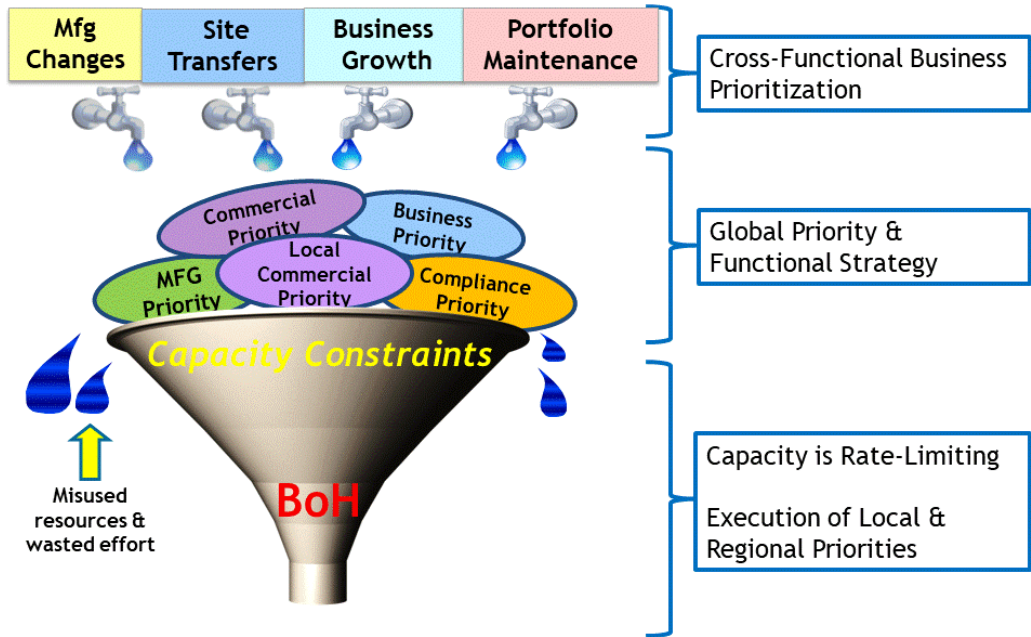 Mfg
Changes
Site
Transfers
Business
Growth
Portfolio
Maintenance
Cross-Functional Business
Prioritization
Commercial
Priority
Business
Priority
MFG
Priority
Local
Commercial
Priority
Compliance
Priority
Global Priority &
Functional Strategy
Capacity Constraints
BoH
Misused
resources &
wasted effort
Capacity is Rate-Limiting
Execution of Local &
Regional Priorities